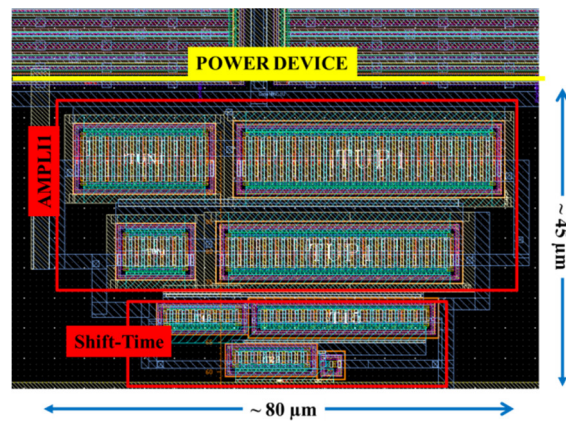 POWER DEVICE
AMPLI1
TUP1
TUP1
Shift-Time
~ 45 µm
~ 80 µm